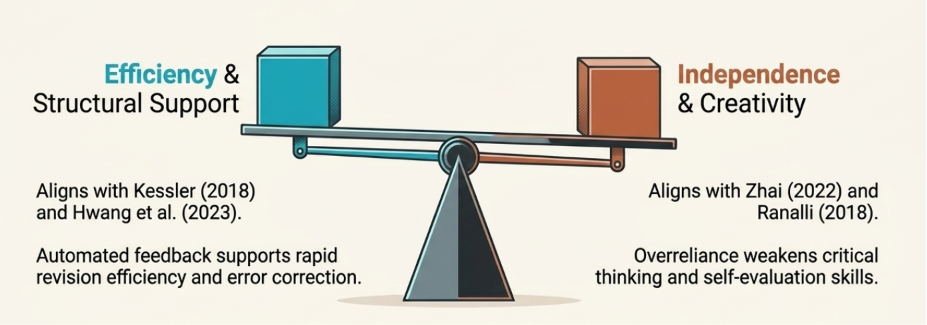 Efficiency &
Structural Support
Independence
& Creativity
Aligns with Kessler (2018)
and Hwang et al. (2023).
Automated feedback supports rapid
revision efficiency and error correction.
Aligns with Zhai (2022) and
Ranalli (2018).
Overreliance weakens critical
thinking and self-evaluation skills.